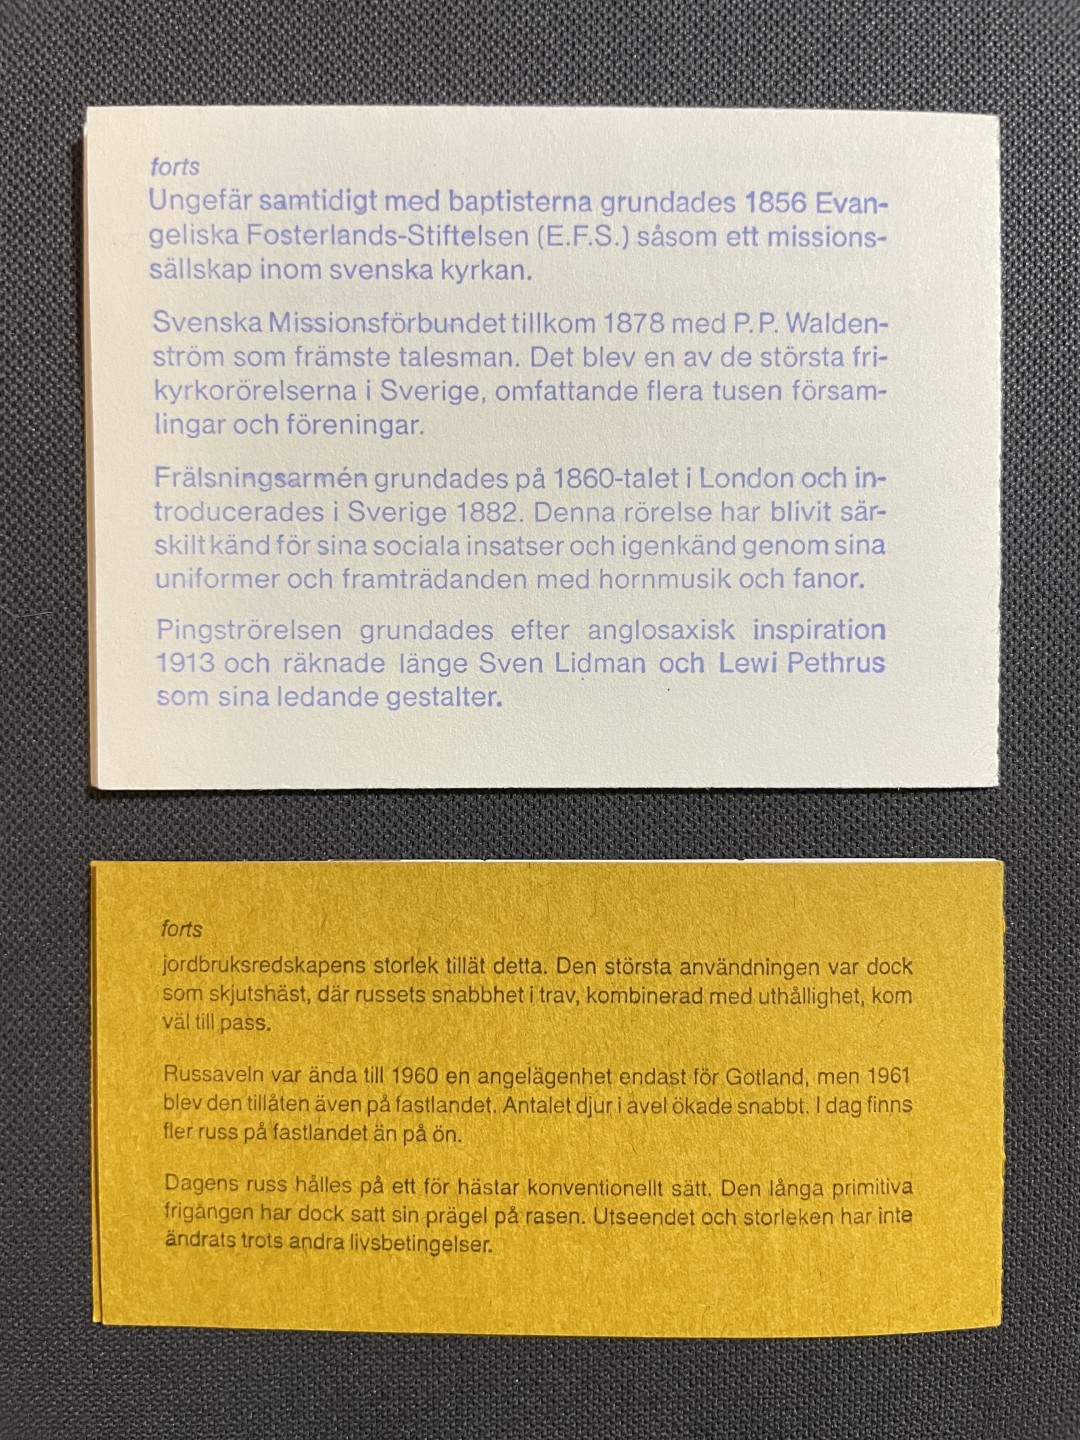 forts
Ungefär samtidigt med baptisterna grundades 1856 Evan-
geliska Fosterlands-Stiftelsen (E.F.S.) såsom ett missions-
sällskap inom svenska kyrkan.
Svenska Missionsförbundet tillkom 1878 med P.P. Walden-
ström som främste talesman. Det blev en av de största fri-
kyrkorörelserna i Sverige, omfattande flera tusen försam-
lingar och föreningar.
Frälsningsarmén grundades på 1860-talet i London och in-
troducerades i Sverige 1882. Denna rörelse har blivit sär-
skilt känd för sina sociala insatser och igenkänd genom sina
uniformer och framträdanden med hornmusik och fanor.
Pingströrelsen grundades efter anglosaxisk inspiration
1913 och räknade länge Sven Lidman och Lewi Pethrus
som sina ledande gestalter.
forts
jordbruksredskapens storlek tillät detta. Den största användningen var dock
som skjutshäst, där russets snabbhet i trav, kombinerad med uthållighet, kom
väl till pass.
Russaveln var ända till 1960 en angelägenhet endast för Gotland, men 1961
blev den tillåten även på fastlandet. Antalet djur i avel ökade snabbt. I dag finns
fler russ på fastlandet än på ön.
Dagens russ hålles på ett för hästar konventionellt sätt. Den långa primitiva
frigången har dock satt sin prägel på rasen. Utseendet och storleken har inte
ändrats trots andra livsbetingelser.